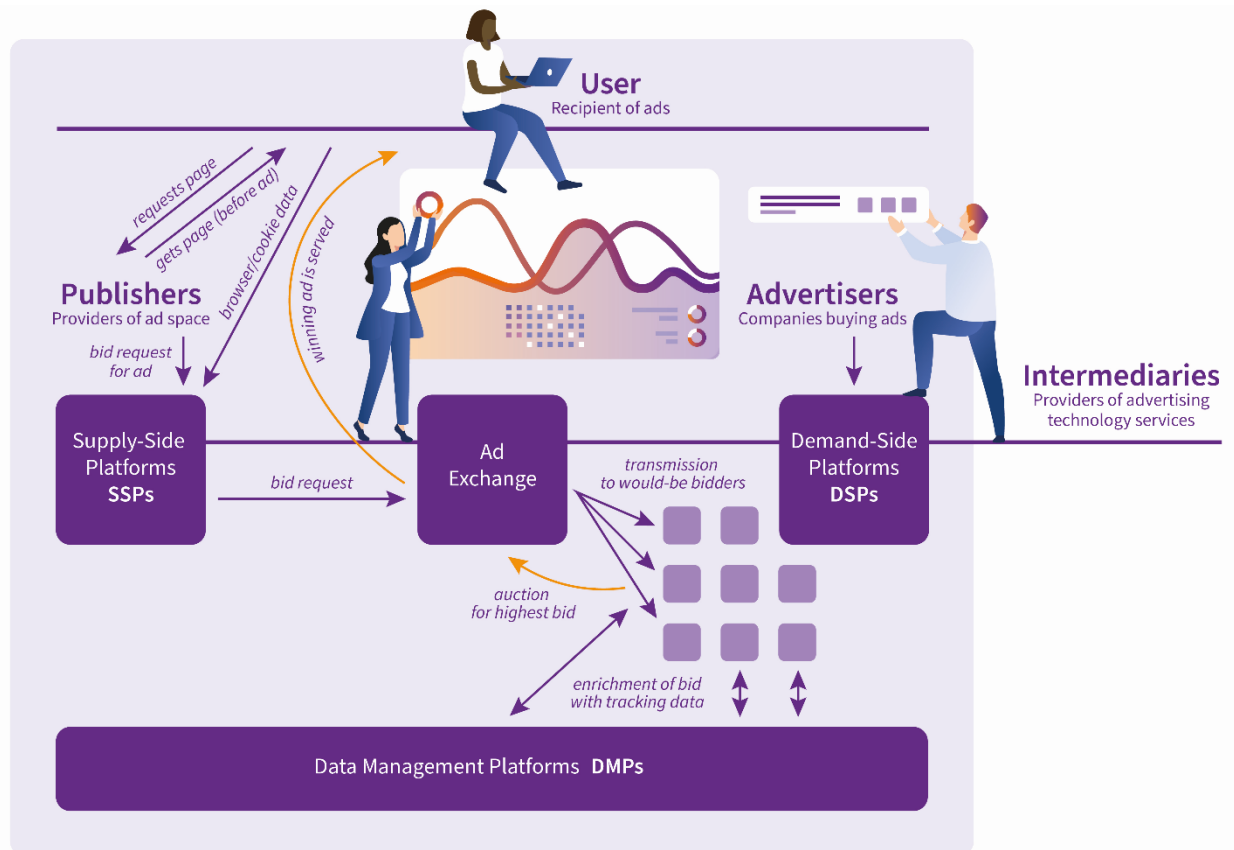 User
Recipient of ads
requests page
gets page (before ad)
browser/cookie data
winning ad is served
Publishers
Providers of ad space
Advertisers
Companies buying ads
bid request
for ad
Intermediaries
Providers of advertising
technology services
Supply-Side
Platforms
SSPs
bid request
Ad
Exchange
transmission
to would-be bidders
Demand-Side
Platforms
DSPs
auction
for highest bid
enrichment of bid
with tracking data
Data Management Platforms DMPs